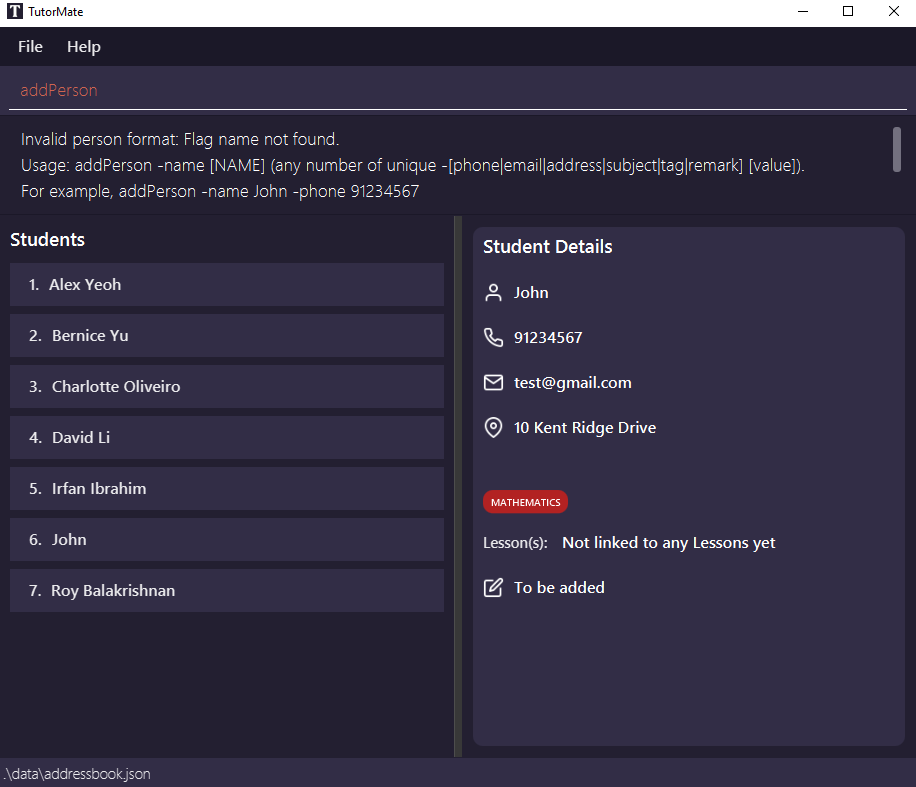 T TutorMate
File Help
addPerson
Invalid person format: Flag name not found.
Usage: addPerson -name [NAME] (any number of unique -[phone|email|address|subject|tag|remark] [value]).
For example, addPerson -name John -phone 91234567
Students
1. Alex Yeoh
2. Bernice Yu
3. Charlotte Oliveiro
4. David Li
5. Irfan Ibrahim
6. John
7. Roy Balakrishnan
Student Details
John
91234567
test@gmail.com
10 Kent Ridge Drive
MATHEMATICS
Lesson(s): Not linked to any Lessons yet
To be added
.\data\addressbook.json